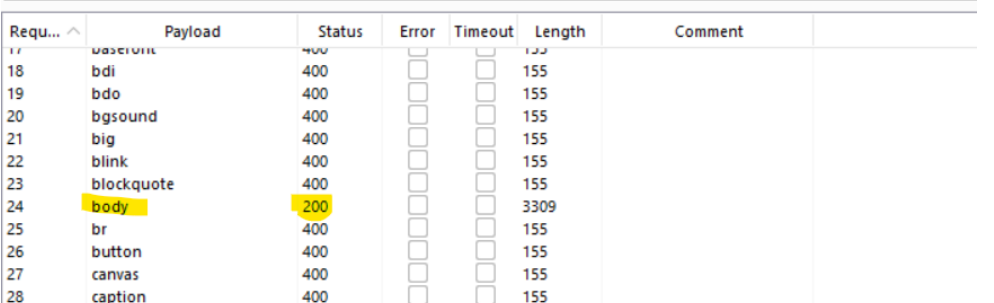 Requ... Payload Status Error Timeout Length Comment
17 basefont 400 155
18 bdi 400 155
19 bdo 400 155
20 bgsound 400 155
21 big 400 155
22 blink 400 155
23 blockquote 400 155
24 body 200 3309
25 br 400 155
26 button 400 155
27 canvas 400 155
28 caption 400 155